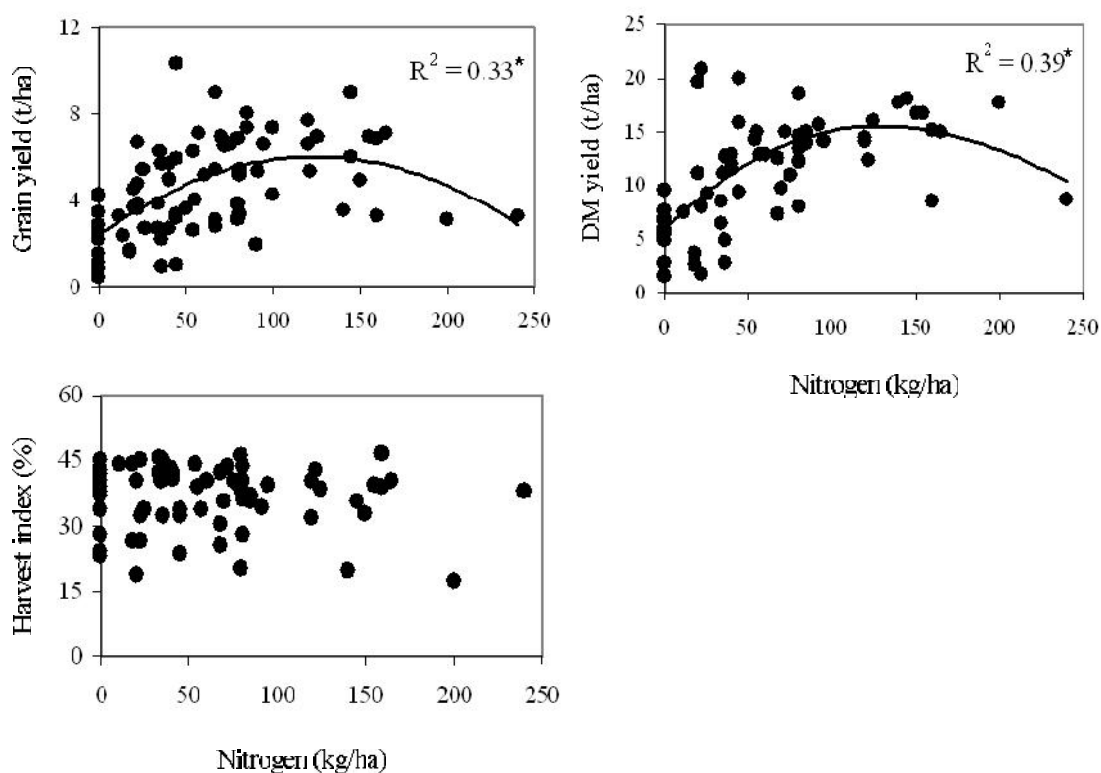 Grain yield (t/ha)
12
8
4
0
R² = 0.33*
0 50 100 150 200 250
DM yield (t/ha)
25
20
15
10
5
0
R² = 0.39*
0 50 100 150 200 250
Nitrogen (kg/ha)
Harvest index (%)
60
45
30
15
0
0 50 100 150 200 250
Nitrogen (kg/ha)